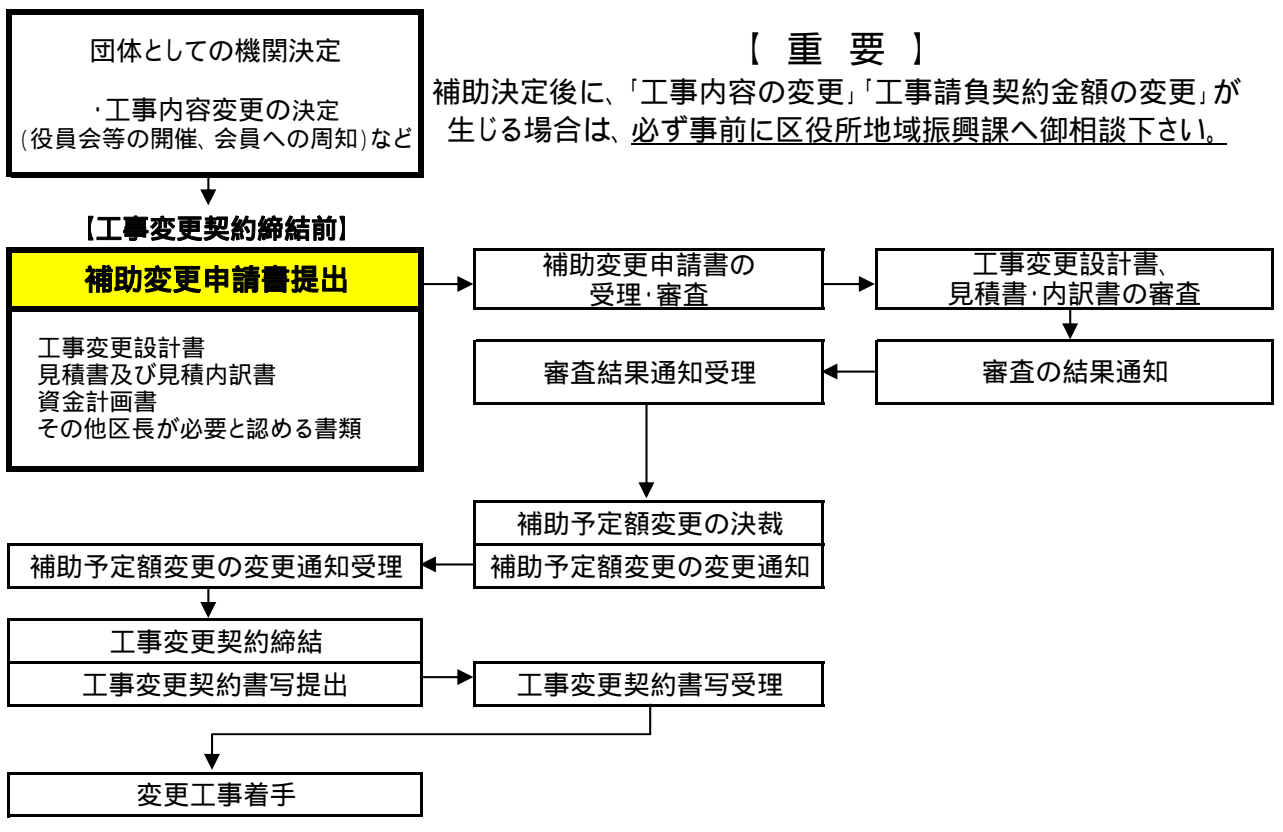 団体としての機関決定
・工事内容変更の決定
(役員会等の開催、会員への周知)など
【 重 要 】
補助決定後に、「工事内容の変更」「工事請負契約金額の変更」が
生じる場合は、必ず事前に区役所地域振興課へ御相談下さい。
【工事変更契約締結前】
補助変更申請書提出
工事変更設計書
見積書及び見積内訳書
資金計画書
その他区長が必要と認める書類
補助変更申請書の
受理・審査
工事変更設計書、
見積書・内訳書の審査
審査の結果通知
審査結果通知受理
補助予定額変更の決裁
補助予定額変更の変更通知
補助予定額変更の変更通知受理
工事変更契約締結
工事変更契約書写提出
工事変更契約書写受理
変更工事着手